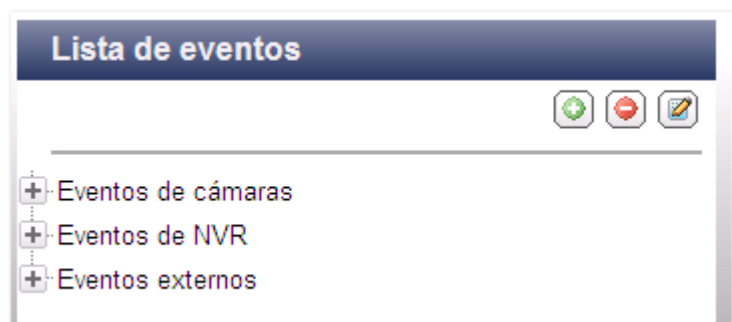 Lista de eventos
Eventos de cámaras
Eventos de NVR
Eventos externos